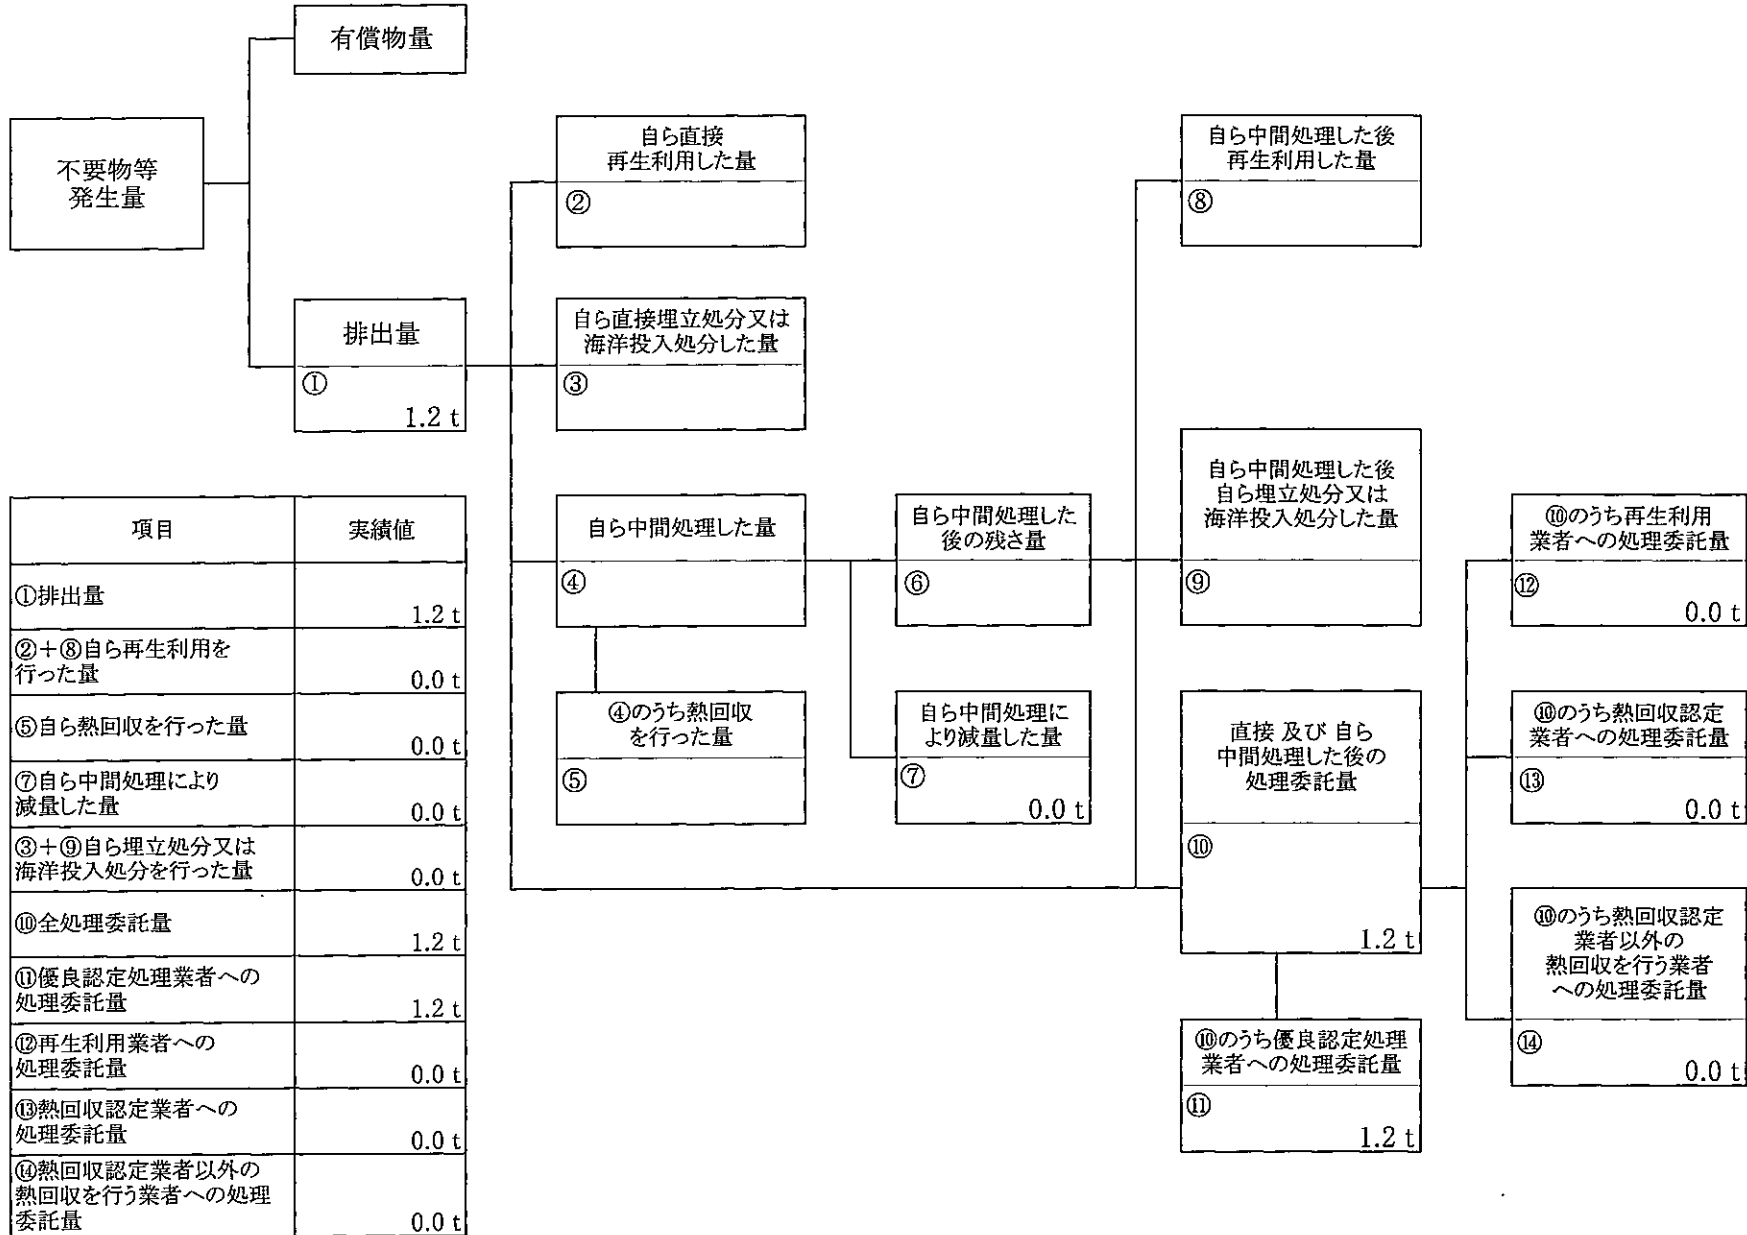 有償物量
不要物等
発生量
自ら直接
再生利用した量
②
自ら中間処理した後
再生利用した量
⑧
排出量
①
1.2 t
自ら直接埋立処分又は
海洋投入処分した量
③
自ら中間処理した量
④
自ら中間処理した
後の残さ量
⑥
自ら中間処理した後
自ら埋立処分又は
海洋投入処分した量
⑨
⑩のうち再生利用
業者への処理委託量
⑫
0.0 t
④のうち熱回収
を行った量
⑤
自ら中間処理に
より減量した量
⑦
0.0 t
直接 及び 自ら
中間処理した後の
処理委託量
⑩
1.2 t
⑩のうち熱回収認定
業者への処理委託量
⑬
0.0 t
⑩のうち熱回収認定
業者以外の
熱回収を行う業者
への処理委託量
⑭
0.0 t
⑩のうち優良認定処理
業者への処理委託量
⑪
1.2 t
項目 実績値
①排出量
1.2 t
②+⑧自ら再生利用を
行った量
0.0 t
⑤自ら熱回収を行った量
0.0 t
⑦自ら中間処理により
減量した量
0.0 t
③+⑨自ら埋立処分又は
海洋投入処分を行った量
0.0 t
⑩全処理委託量
1.2 t
⑪優良認定処理業者への
処理委託量
1.2 t
⑫再生利用業者への
処理委託量
0.0 t
⑬熱回収認定業者への
処理委託量
0.0 t
⑭熱回収認定業者以外の
熱回収を行う業者への処理
委託量
0.0 t